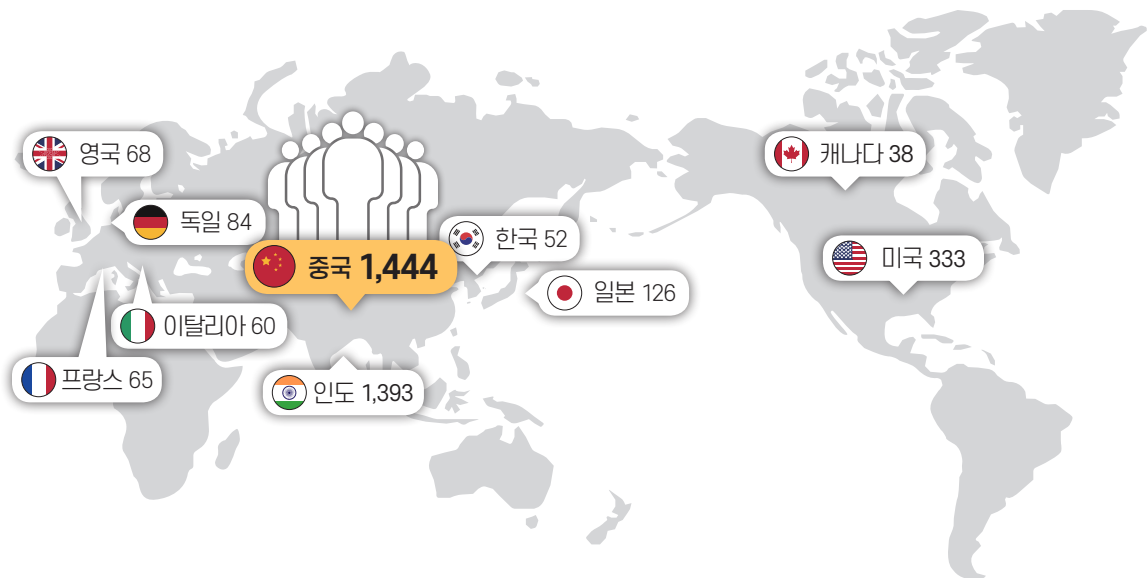 영국 68
캐나다 38
독일 84
한국 52
미국 333
중국 1,444
일본 126
이탈리아 60
프랑스 65
인도 1,393